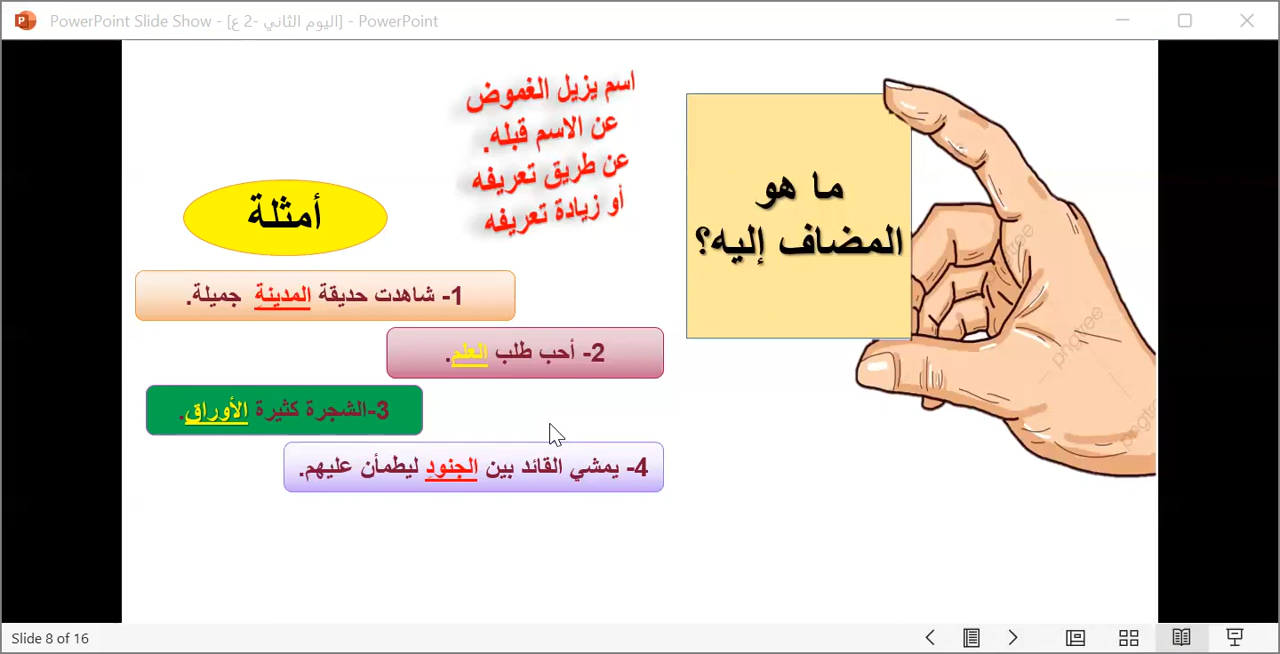 PowerPoint Slide Show - [اليوم الثاني -2 ع] - PowerPoint
ما هو
المضاف إليه؟
اسم يزيل الغموض
عن الاسم قبله.
عن طريق تعريفه
أو زيادة تعريفه
أمثلة
1- شاهدت حديقة المدينةِ جميلة.
2- أحب طلب العلمِ.
3-الشجرة كثيرة الأوراقِ.
4- يمشي القائد بين الجنودِ ليطمأن عليهم.
pngtree
pngtree
Slide 8 of 16